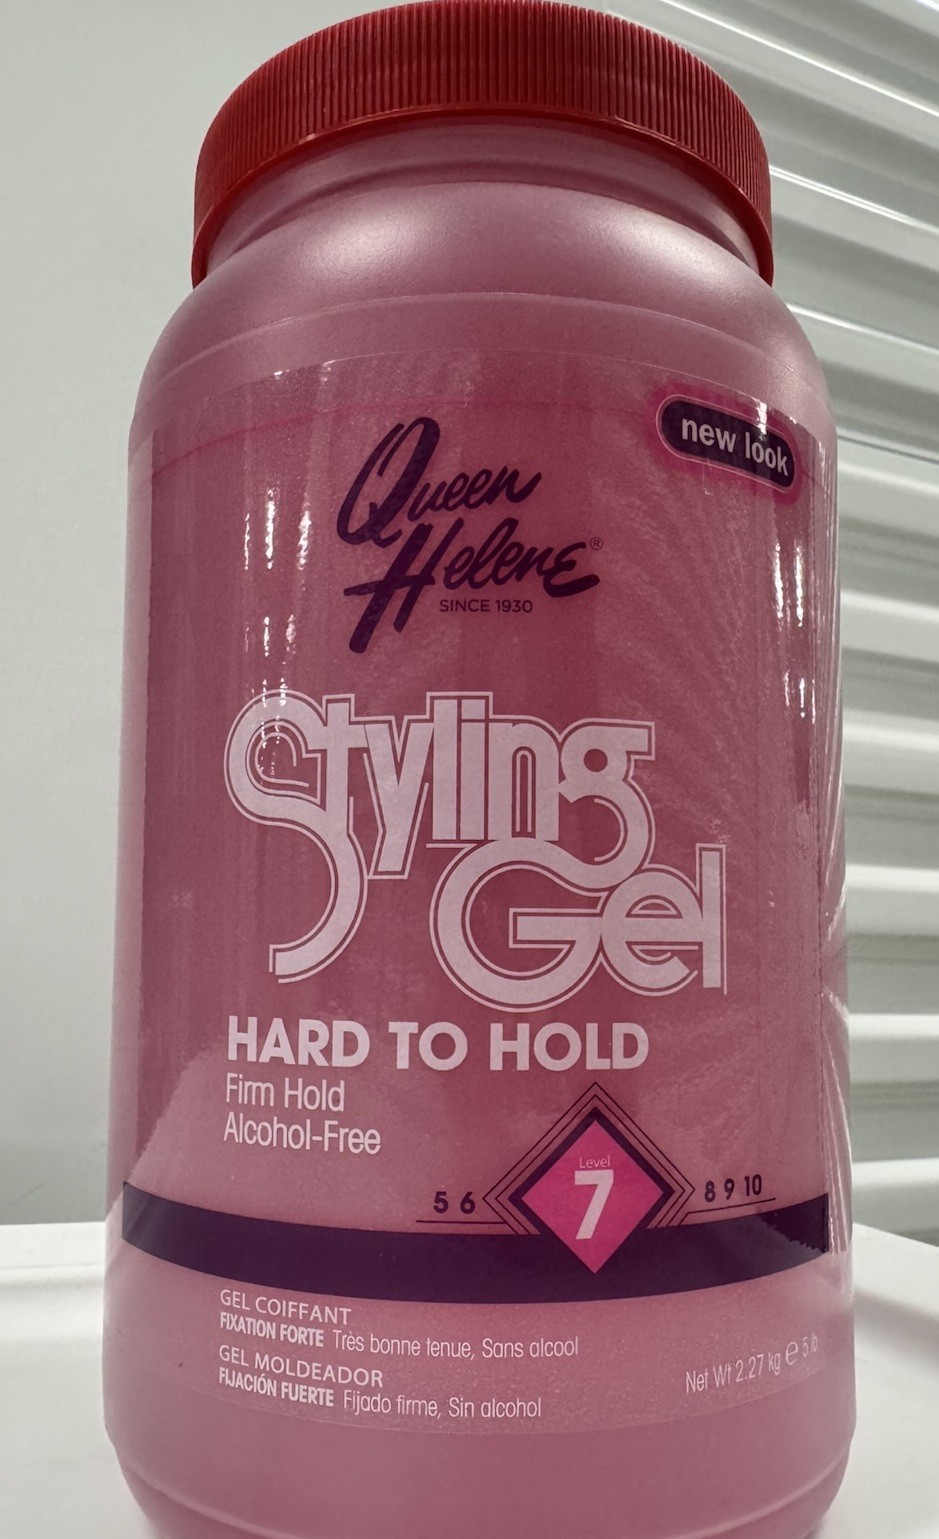 new look
Queen
Helene®
SINCE 1930
Styling
Gel
HARD TO HOLD
Firm Hold
Alcohol-Free
5 6 Level 7 8 9 10
GEL COIFFANT
FIXATION FORTE Très bonne tenue, Sans alcool
GEL MOLDEADOR
FIJACIÓN FUERTE Fijado firme, Sin alcohol
Net Wt 2.27 kg ℮ 5 lb